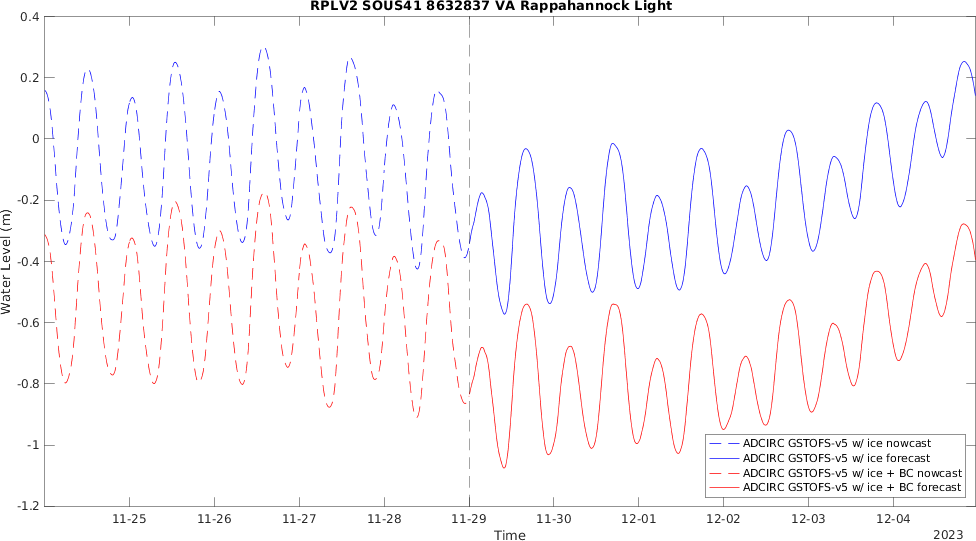 RPLV2 SOUS41 8632837 VA Rappahannock Light
0.4
0.2
0
-0.2
-0.4
-0.6
-0.8
-1
-1.2
Water Level (m)
11-25 11-26 11-27 11-28 11-29 11-30 12-01 12-02 12-03 12-04
Time
2023
ADCIRC GSTOFS-v5 w/ ice nowcast
ADCIRC GSTOFS-v5 w/ ice forecast
ADCIRC GSTOFS-v5 w/ ice + BC nowcast
ADCIRC GSTOFS-v5 w/ ice + BC forecast